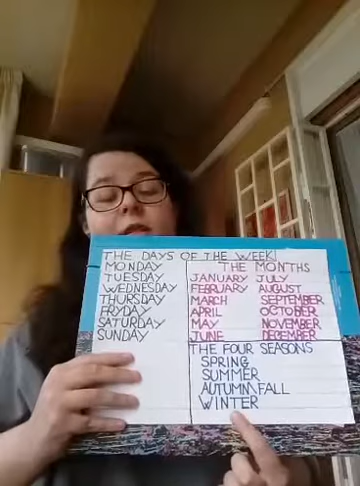 THE DAYS OF THE WEEK
MONDAY
TUESDAY
WEDNESDAY
THURSDAY
FRYDAY
SATURDAY
SUNDAY
THE MONTHS
JANUARY JULY
FEBRUARY AUGUST
MARCH SEPTEMBER
APRIL OCTOBER
MAY NOVEMBER
JUNE DECEMBER
THE FOUR SEASONS
SPRING
SUMMER
AUTUMN/FALL
WINTER